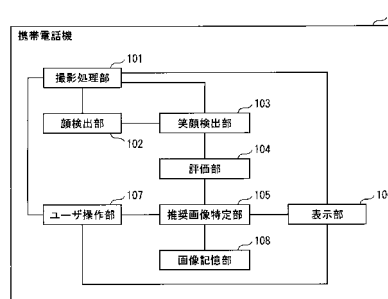 携帯電話機
101
撮影処理部
103
顔検出部
笑顔検出部
102
104
評価部
107
105
ユーザ操作部
推奨画像特定部
表示部
108
画像記憶部